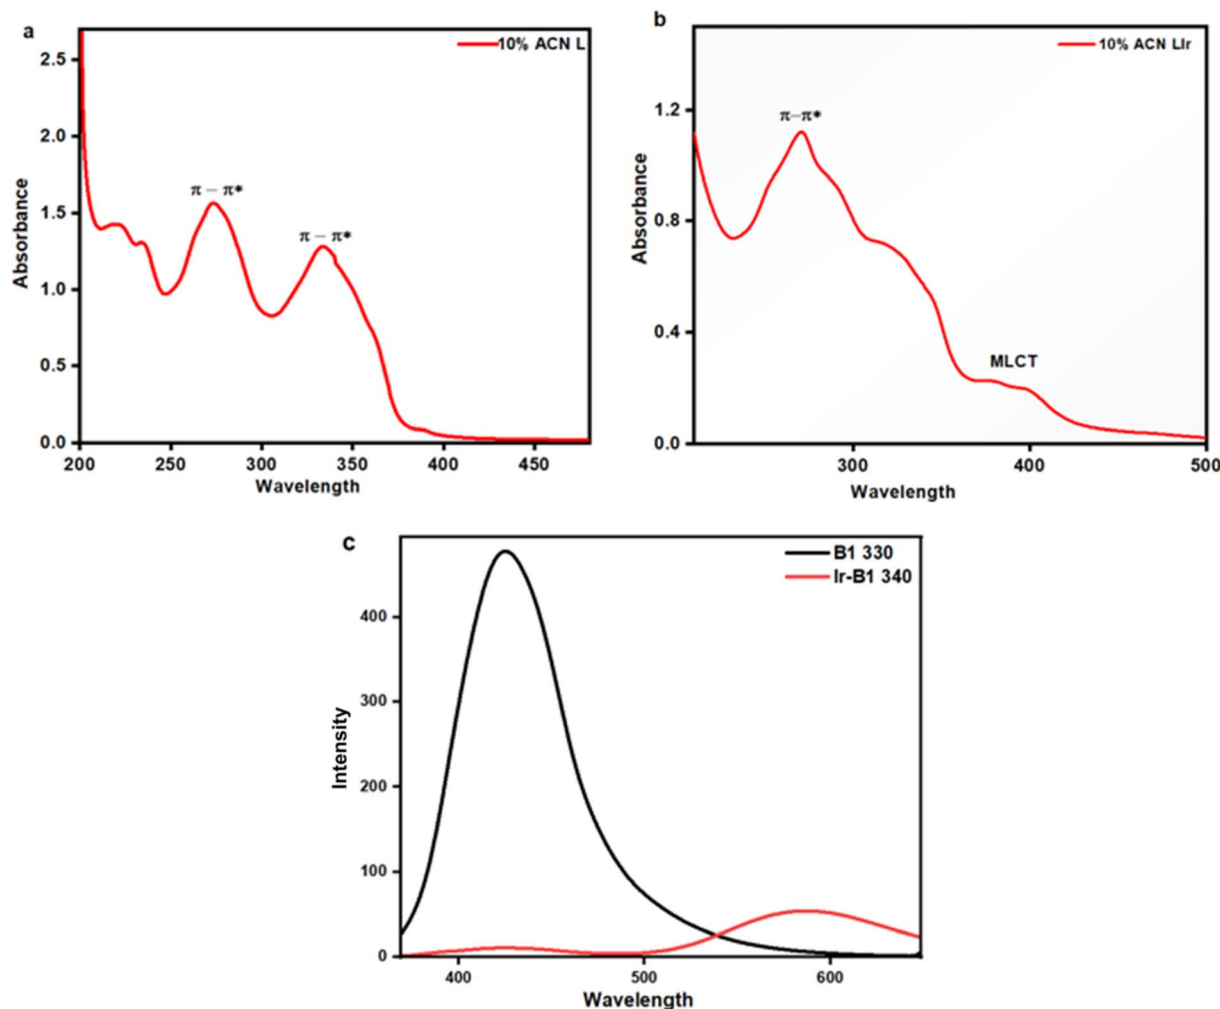 a
10% ACN L
2.5
2.0
1.5
1.0
0.5
0.0
π – π*
π – π*
200 250 300 350 400 450
Wavelength
Absorbance
b
10% ACN LIr
1.2
0.8
0.4
0.0
π–π*
MLCT
300 400 500
Wavelength
Absorbance
c
B1 330
Ir-B1 340
400
300
200
100
0
400 500 600
Wavelength
Intensity